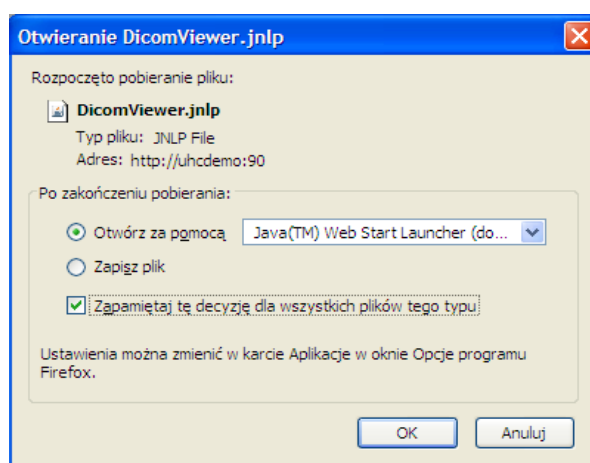 Otwieranie DicomViewer.jnlp
Rozpoczęto pobieranie pliku:
DicomViewer.jnlp
Typ pliku: JNLP File
Adres: http://uhcdemo:90
Po zakończeniu pobierania:
Otwórz za pomocą Java(TM) Web Start Launcher (do...
Zapisz plik
Zapamiętaj tę decyzję dla wszystkich plików tego typu
Ustawienia można zmienić w karcie Aplikacje w oknie Opcje programu
Firefox.
OK Anuluj